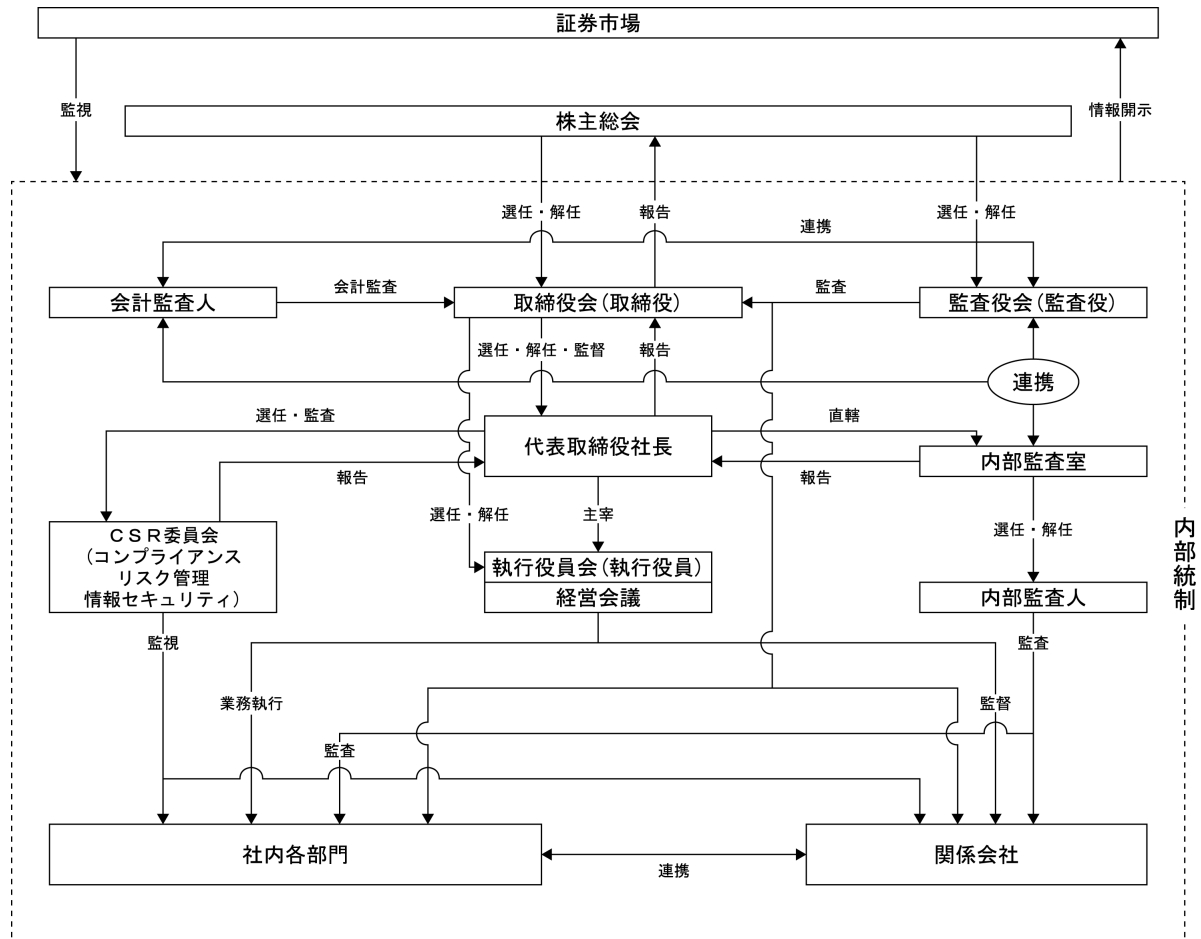 証券市場
監視
情報開示
株主総会
選任・解任
報告
選任・解任
連携
会計監査人
会計監査
取締役会(取締役)
監査
監査役会(監査役)
選任・解任・監督
報告
連携
選任・監査
代表取締役社長
直轄
内部監査室
報告
報告
選任・解任
主宰
選任・解任
CSR委員会
(コンプライアンス
リスク管理
情報セキュリティ)
執行役員会(執行役員)
経営会議
内部監査人
内部統制
監視
監査
業務執行
監督
監査
社内各部門
連携
関係会社